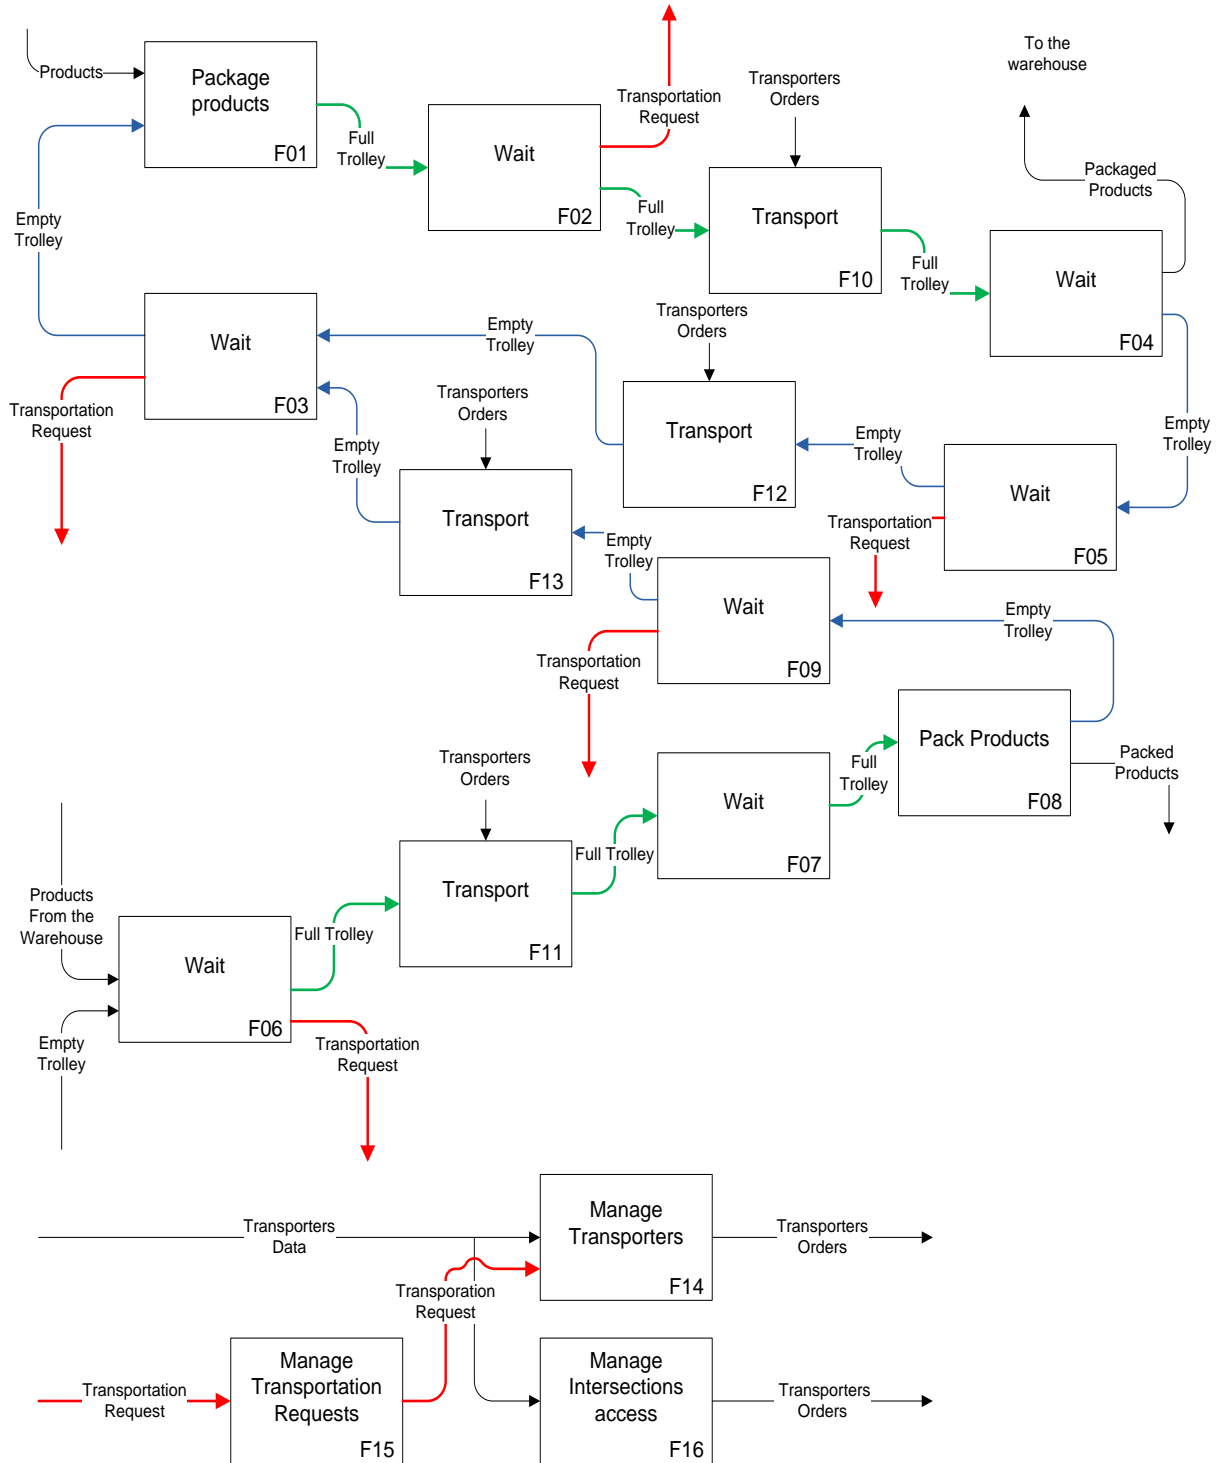 To the
warehouse
Products
Package
products
F01
Transporters
Orders
Transportation
Request
Full
Trolley
Wait
F02
Packaged
Products
Empty
Trolley
Full
Trolley
Transport
F10
Full
Trolley
Wait
F04
Transporters
Orders
Empty
Trolley
Wait
F03
Transporters
Orders
Transportation
Request
Empty
Trolley
Transport
F12
Empty
Trolley
Empty
Trolley
Wait
F05
Transport
F13
Empty
Trolley
Transportation
Request
Wait
F09
Empty
Trolley
Transportation
Request
Pack Products
F08
Packed
Products
Transporters
Orders
Full
Trolley
Wait
F07
Full Trolley
Transport
F11
Products
From the
Warehouse
Full Trolley
Wait
F06
Empty
Trolley
Transportation
Request
Manage
Transporters
F14
Transporters
Data
Transporters
Orders
Transporation
Request
Manage
Transportation
Requests
F15
Manage
Intersections
access
F16
Transportation
Request
Transporters
Orders